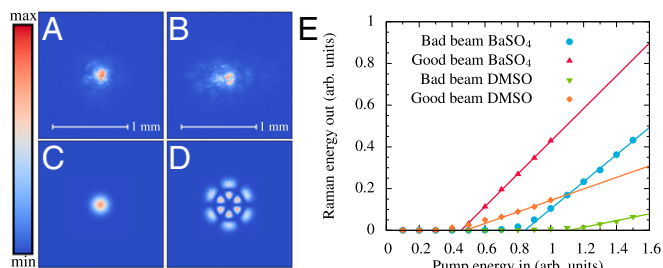 max
min
A
B
1 mm
1 mm
C
D
E
Raman energy out (arb. units)
1
0.8
0.6
0.4
0.2
0
Bad beam BaSO₄
Good beam BaSO₄
Bad beam DMSO
Good beam DMSO
0 0.2 0.4 0.6 0.8 1 1.2 1.4 1.6
Pump energy in (arb. units)